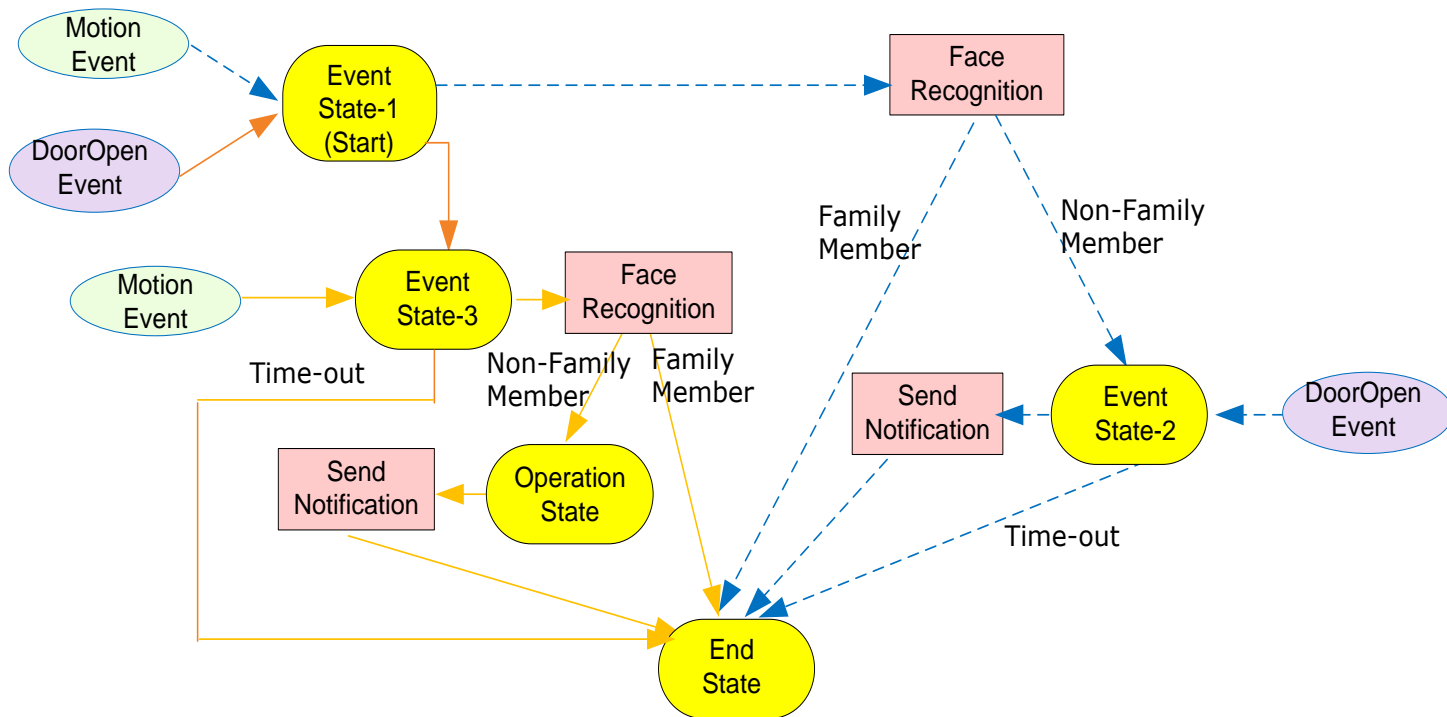 Motion
Event
Event
State-1
(Start)
Face
Recognition
DoorOpen
Event
Family
Member
Non-Family
Member
Motion
Event
Event
State-3
Face
Recognition
Time-out
Non-Family
Member
Family
Member
Send
Notification
Event
State-2
DoorOpen
Event
Send
Notification
Operation
State
Time-out
End
State